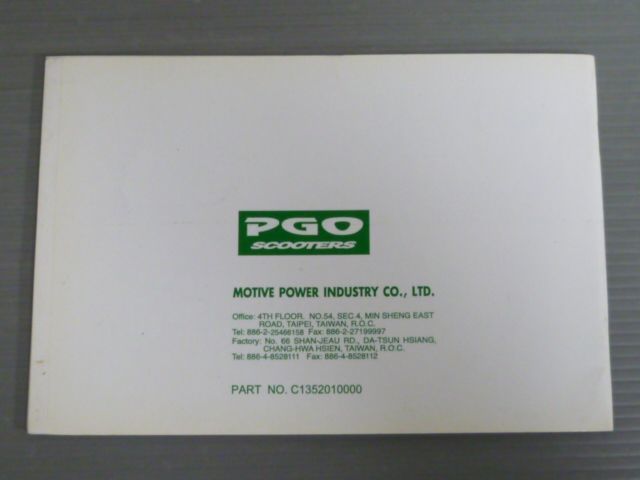 PGO
SCOOTERS
MOTIVE POWER INDUSTRY CO., LTD.
Office: 4TH FLOOR. NO.54, SEC.4, MIN SHENG EAST
ROAD, TAIPEI, TAIWAN, R.O.C.
Tel: 886-2-25466158 Fax: 886-2-27199997
Factory: No. 66 SHAN-JEAU RD., DA-TSUN HSIANG,
CHANG-HWA HSIEN, TAIWAN, R.O.C.
Tel: 886-4-8528111 Fax: 886-4-8528112
PART NO. C1352010000